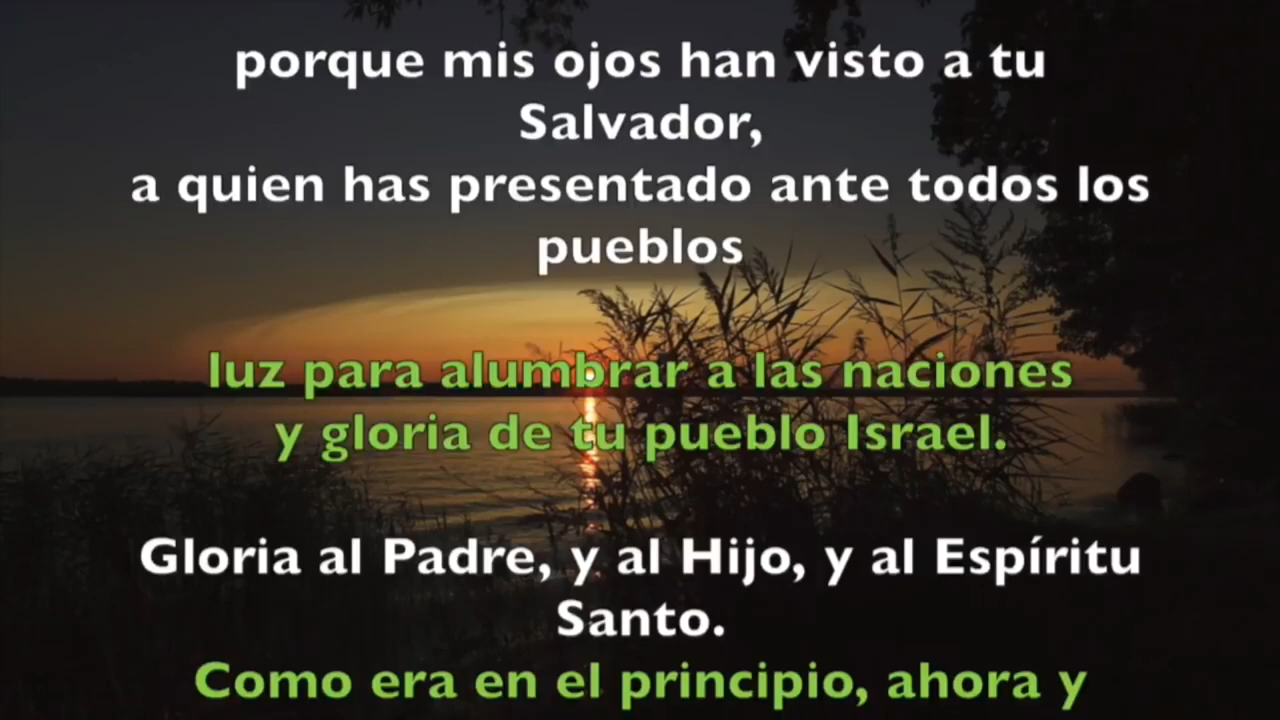 porque mis ojos han visto a tu
Salvador,
a quien has presentado ante todos los
pueblos
luz para alumbrar a las naciones
y gloria de tu pueblo Israel.
Gloria al Padre, y al Hijo, y al Espíritu
Santo.
Como era en el principio, ahora y